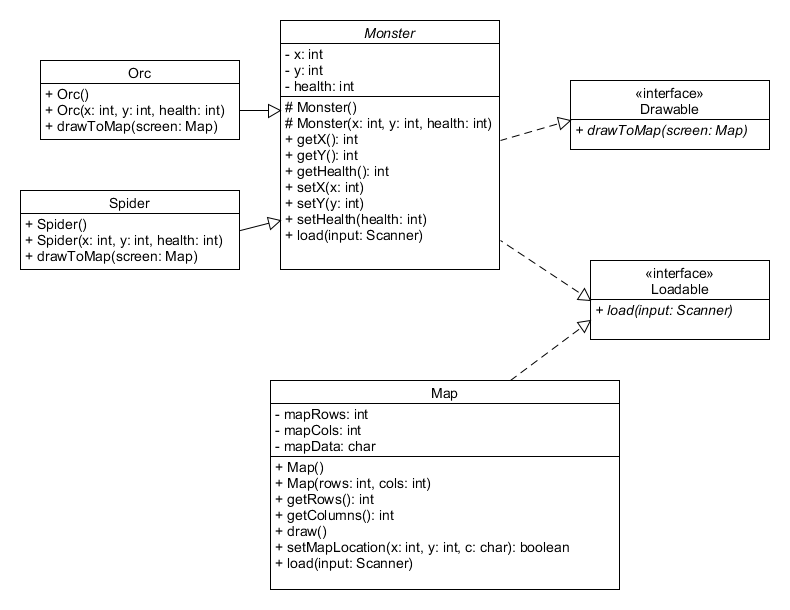 Monster
- x: int
- y: int
- health: int
# Monster()
# Monster(x: int, y: int, health: int)
+ getX(): int
+ getY(): int
+ getHealth(): int
+ setX(x: int)
+ setY(y: int)
+ setHealth(health: int)
+ load(input: Scanner)
Orc
+ Orc()
+ Orc(x: int, y: int, health: int)
+ drawToMap(screen: Map)
«interface»
Drawable
+ drawToMap(screen: Map)
Spider
+ Spider()
+ Spider(x: int, y: int, health: int)
+ drawToMap(screen: Map)
«interface»
Loadable
+ load(input: Scanner)
Map
- mapRows: int
- mapCols: int
- mapData: char
+ Map()
+ Map(rows: int, cols: int)
+ getRows(): int
+ getColumns(): int
+ draw()
+ setMapLocation(x: int, y: int, c: char): boolean
+ load(input: Scanner)